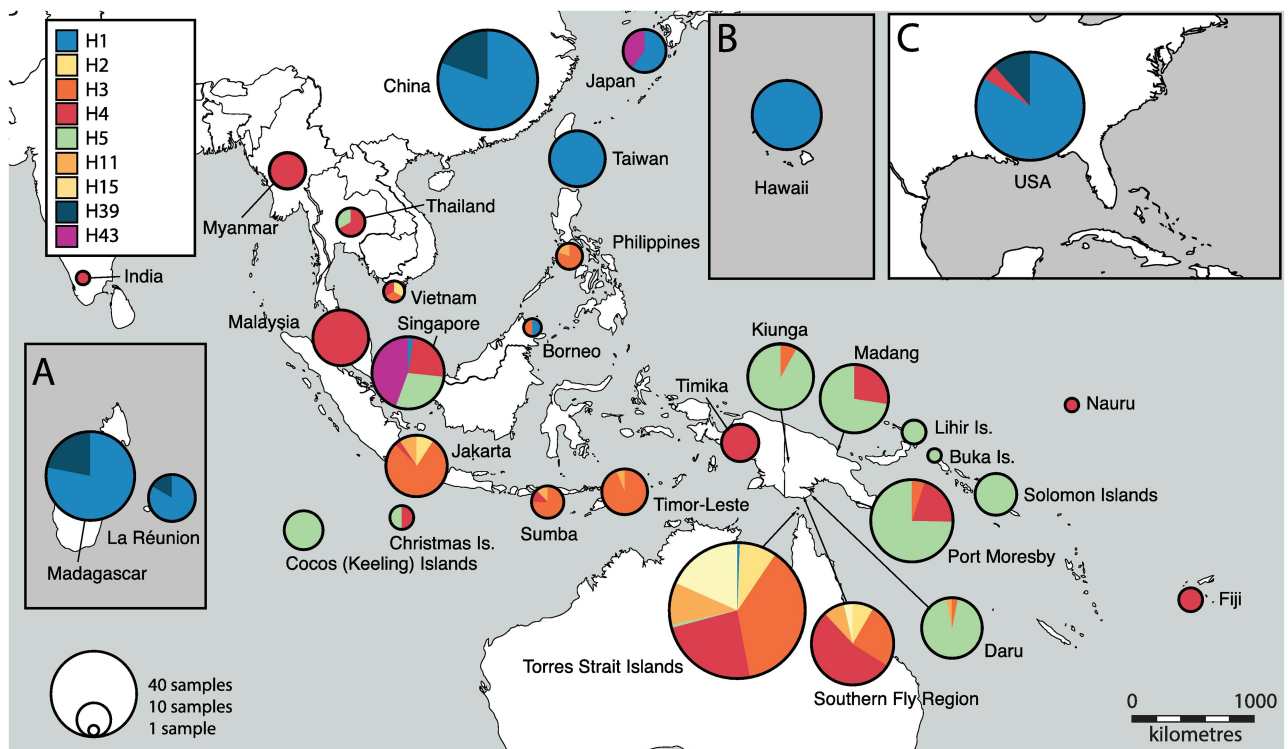 H1
H2
H3
H4
H5
H11
H15
H39
H43
China
Japan
B
C
Taiwan
Hawaii
USA
Myanmar
Thailand
Philippines
India
Vietnam
Malaysia
Singapore
Borneo
A
Kiunga
Madang
Timika
Nauru
Lihir Is.
Buka Is.
Jakarta
Solomon Islands
Timor-Leste
Sumba
La Réunion
Christmas Is.
Port Moresby
Cocos (Keeling) Islands
Madagascar
Fiji
Daru
Torres Strait Islands
Southern Fly Region
40 samples
10 samples
1 sample
0 1000
kilometres